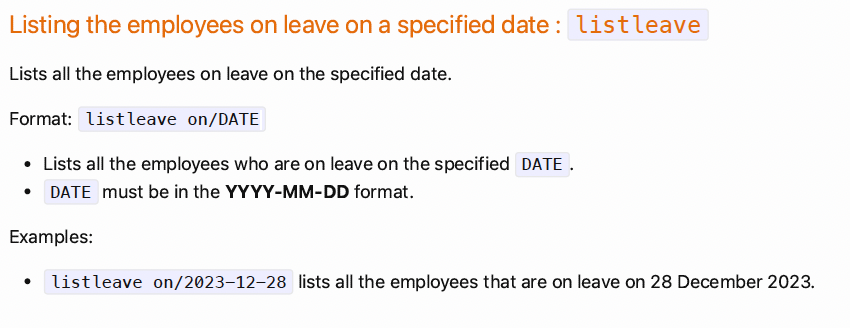 Listing the employees on leave on a specified date : listleave
Lists all the employees on leave on the specified date.
Format: listleave on/DATE
• Lists all the employees who are on leave on the specified DATE.
• DATE must be in the YYYY-MM-DD format.
Examples:
• listleave on/2023–12–28 lists all the employees that are on leave on 28 December 2023.